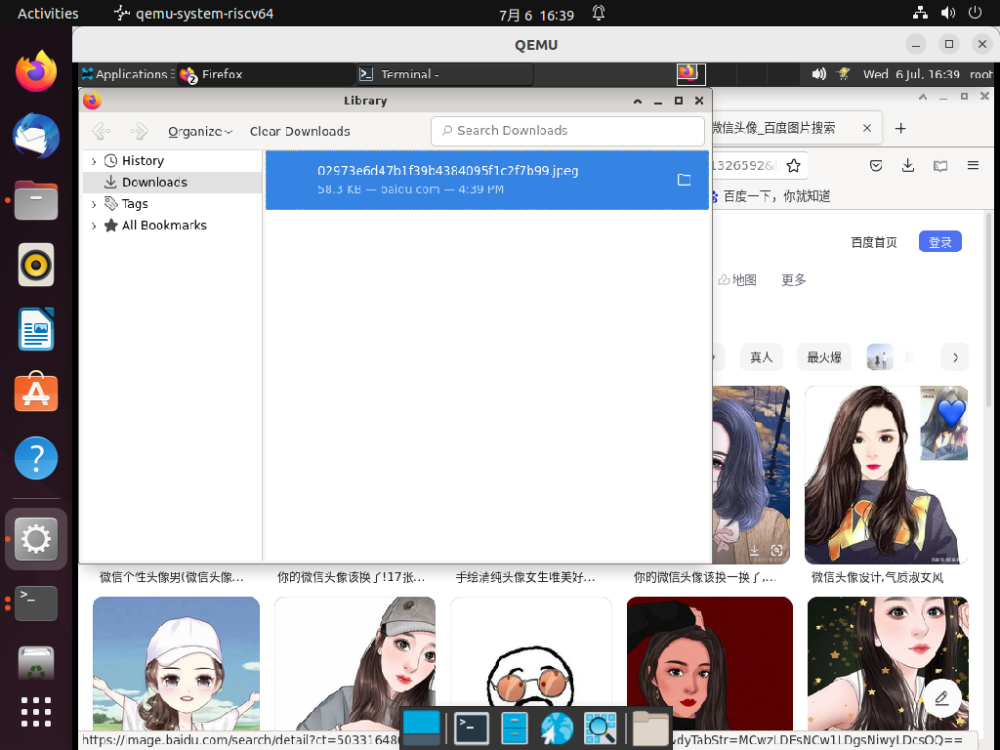 Activities
qemu-system-riscv64
7月 6 16:39
QEMU
Applications
2
Firefox
Terminal -
Wed 6 Jul, 16:39 root
Library
Organize
Clear Downloads
Search Downloads
微信头像_百度图片搜索
History
Downloads
Tags
All Bookmarks
02973e6d47b1f39b4384095f1c2f7b99.jpeg
58.3 KB — baidu.com — 4:39 PM
1326592&l
百度一下，你就知道
百度首页
登录
地图
更多
真人
最火爆
微信个性头像男(微信头像...
你的微信头像该换了!17张...
手绘清纯头像女生唯美好...
你的微信头像该换一换了,...
微信头像设计,气质淑女风
https://image.baidu.com/search/detail?ct=50331648
wdyTabStr=MCwzLDEsNCw1LDgsNiwyLDcsOQ==